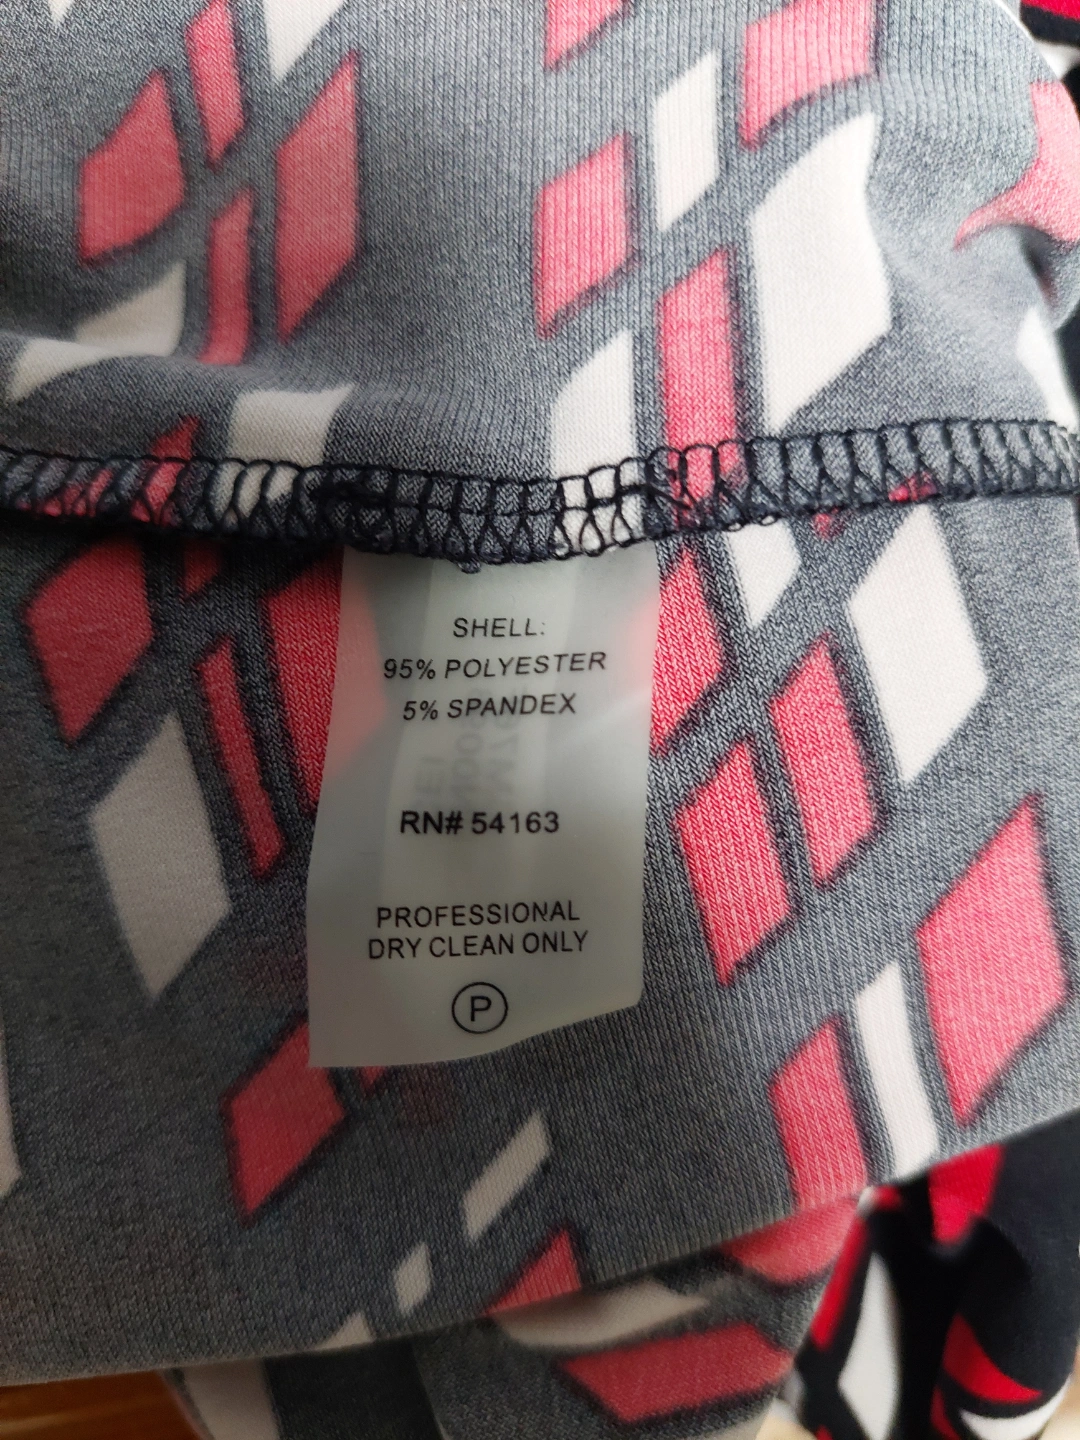 SHELL:
95% POLYESTER
5% SPANDEX
RN# 54163
PROFESSIONAL
DRY CLEAN ONLY
P